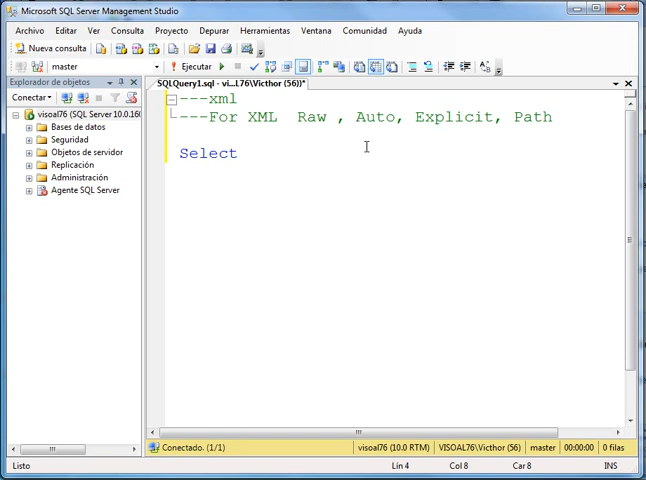 Microsoft SQL Server Management Studio
Archivo Editar Ver Consulta Proyecto Depurar Herramientas Ventana Comunidad Ayuda
Nueva consulta
master Ejecutar
Explorador de objetos
SQLQuery1.sql - vi...L76\Victhor (56))*
Conectar
visoal76 (SQL Server 10.0.160
Bases de datos
Seguridad
Objetos de servidor
Replicación
Administración
Agente SQL Server
---xml
---For XML Raw , Auto, Explicit, Path
Select
Conectado. (1/1) visoal76 (10.0 RTM) VISOAL76\Victhor (56) master 00:00:00 0 filas
Listo Lín 4 Col 8 Car 8 INS